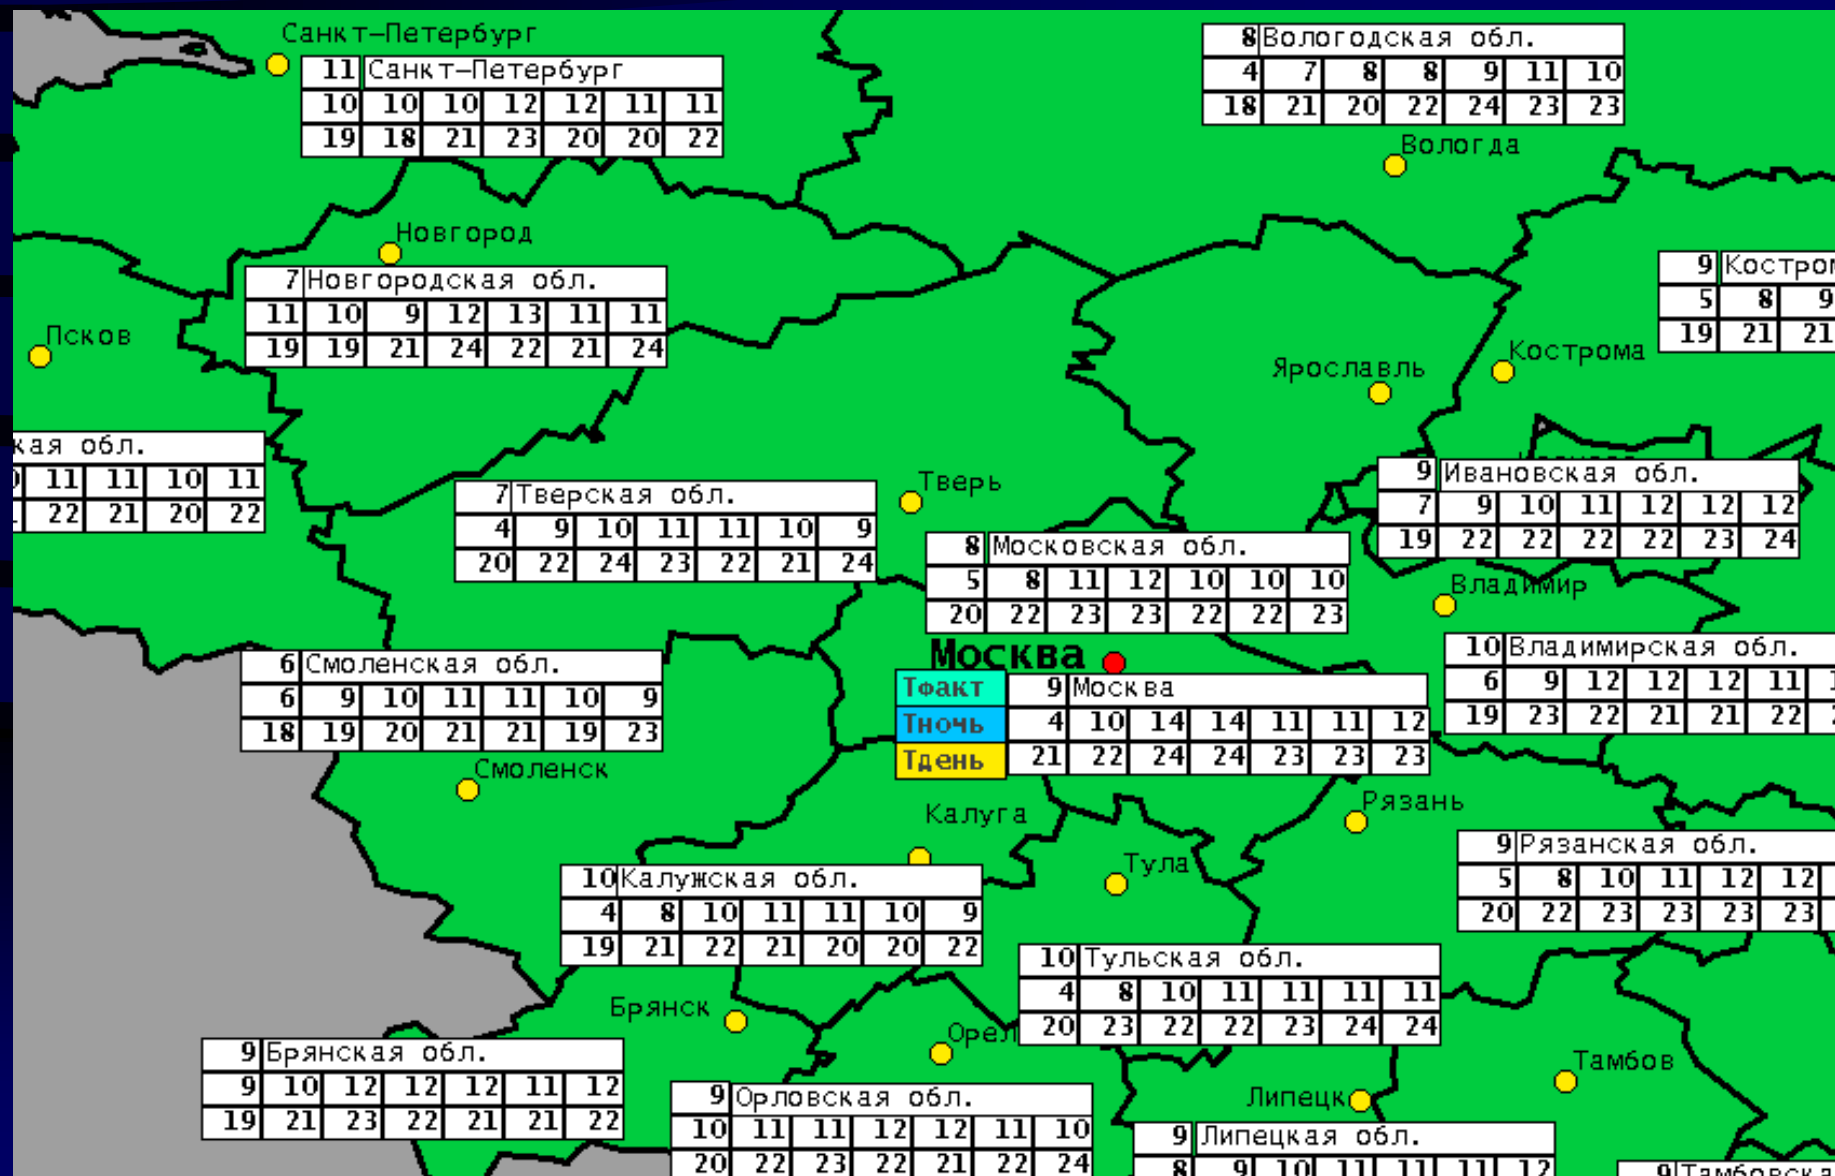 Санкт-Петербург
11 Санкт-Петербург
10 10 10 12 12 11 11
19 18 21 23 20 20 22
8 Вологодская обл.
4 7 8 8 9 11 10
18 21 20 22 24 23 23
Вологда
Новгород
7 Новгородская обл.
11 10 9 12 13 11 11
19 19 21 24 22 21 24
Псков
9
5 8 9
19 21 21
Кострома
Ярославль
обл.
11 11 10 11
22 21 20 22
Тверь
7 Тверская обл.
4 9 10 11 11 10 9
20 22 24 23 22 21 24
9 Ивановская обл.
7 9 10 11 12 12 12
19 22 22 22 22 23 24
8 Московская обл.
5 8 11 12 10 10 10
20 22 23 23 22 22 23
Владимир
10 Владимирская обл.
6 9 12 12 12 11
19 23 22 21 21 22
Москва
Тфакт 9 Москва
Тночь 4 10 14 14 11 11 12
Тдень 21 22 24 24 23 23 23
6 Смоленская обл.
6 9 10 11 11 10 9
18 19 20 21 21 19 23
Смоленск
Калуга
Рязань
Тула
9 Рязанская обл.
5 8 10 11 12 12
20 22 23 23 23 23
10 Калужская обл.
4 8 10 11 11 10 9
19 21 22 21 20 20 22
10 Тульская обл.
4 8 10 11 11 11 11
20 23 22 22 23 24 24
Брянск
Орел
9 Брянская обл.
9 10 12 12 12 11 12
19 21 23 22 21 21 22
Тамбов
Липецк
9 Орловская обл.
10 11 11 12 12 11 10
20 22 23 22 21 22 24
9 Липецкая обл.
8 9 10 11 11 11 12
9